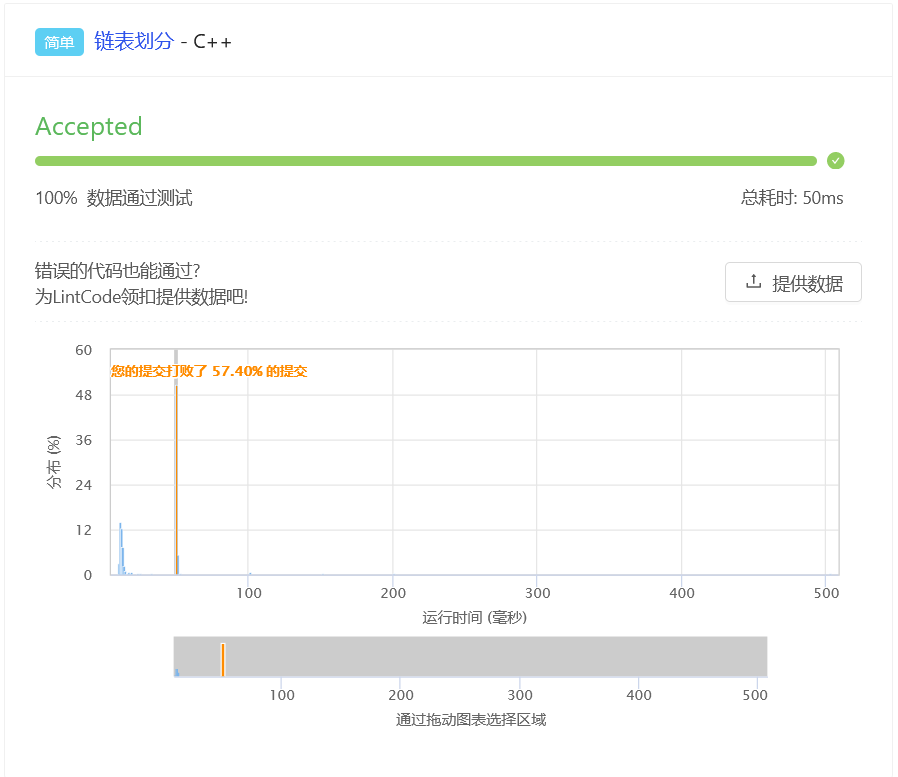 简单 链表划分 - C++
Accepted
100% 数据通过测试 总耗时: 50ms
错误的代码也能通过?
为LintCode领扣提供数据吧!
提供数据
60
您的提交打败了 57.40% 的提交
48
36
24
12
0
分布 (%)
100 200 300 400 500
运行时间 (毫秒)
100 200 300 400 500
通过拖动图表选择区域